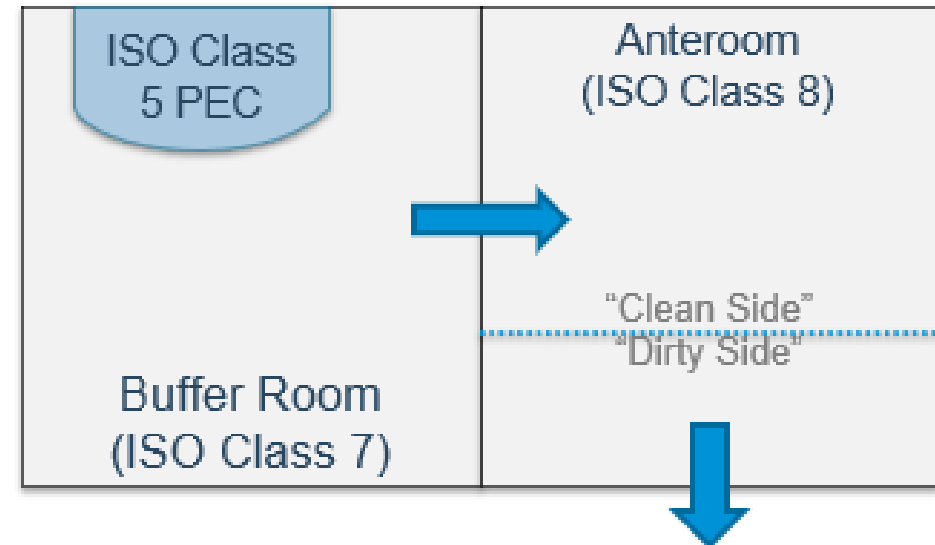 ISO Class
5 PEC
Anteroom
(ISO Class 8)
“Clean Side”
“Dirty Side”
Buffer Room
(ISO Class 7)